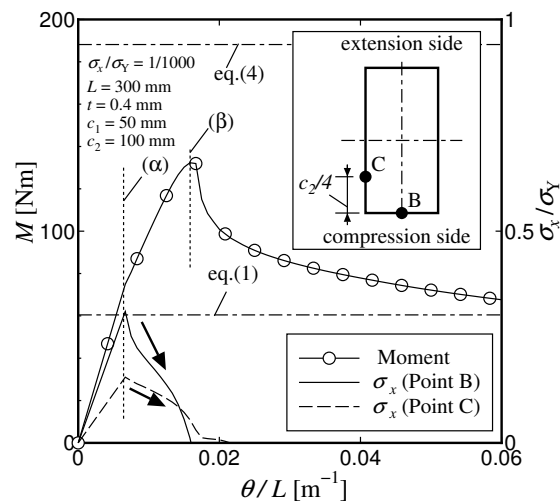 200
100
0
M [Nm]
σx/σY = 1/1000
L = 300 mm
t = 0.4 mm
c1 = 50 mm
c2 = 100 mm
(α)
(β)
eq.(4)
extension side
C
c2/4
B
compression side
eq.(1)
Moment
σx (Point B)
σx (Point C)
1
0.5
0
σx/σY
0
0.02
0.04
0.06
θ/L [m⁻¹]